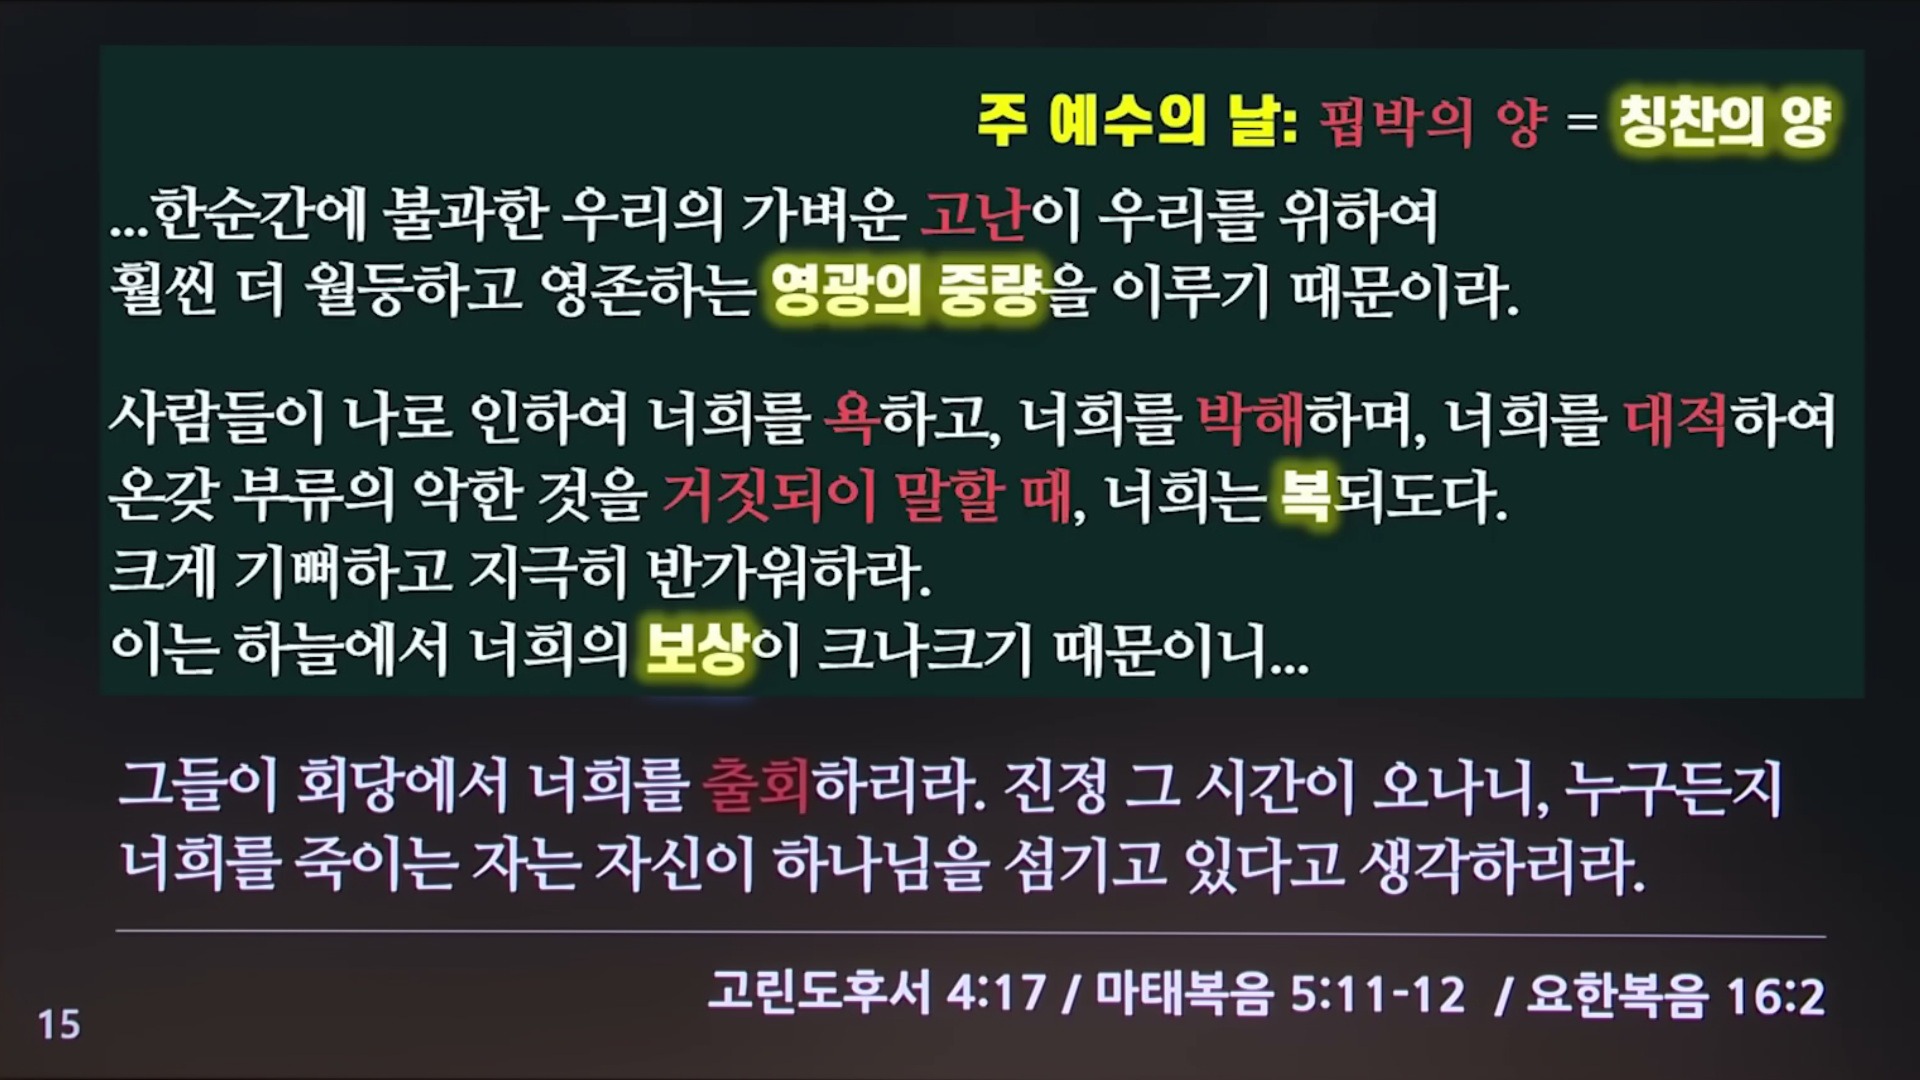 주 예수의 날: 핍박의 양 = 칭찬의 양
...한순간에 불과한 우리의 가벼운 고난이 우리를 위하여
훨씬 더 월등하고 영존하는 영광의 중량을 이루기 때문이라.
사람들이 나로 인하여 너희를 욕하고, 너희를 박해하며, 너희를 대적하여
온갖 부류의 악한 것을 거짓되이 말할 때, 너희는 복되도다.
크게 기뻐하고 지극히 반가워하라.
이는 하늘에서 너희의 보상이 크나크기 때문이니...
그들이 회당에서 너희를 출회하리라. 진정 그 시간이 오나니, 누구든지
너희를 죽이는 자는 자신이 하나님을 섬기고 있다고 생각하리라.
고린도후서 4:17 / 마태복음 5:11-12 / 요한복음 16:2
15